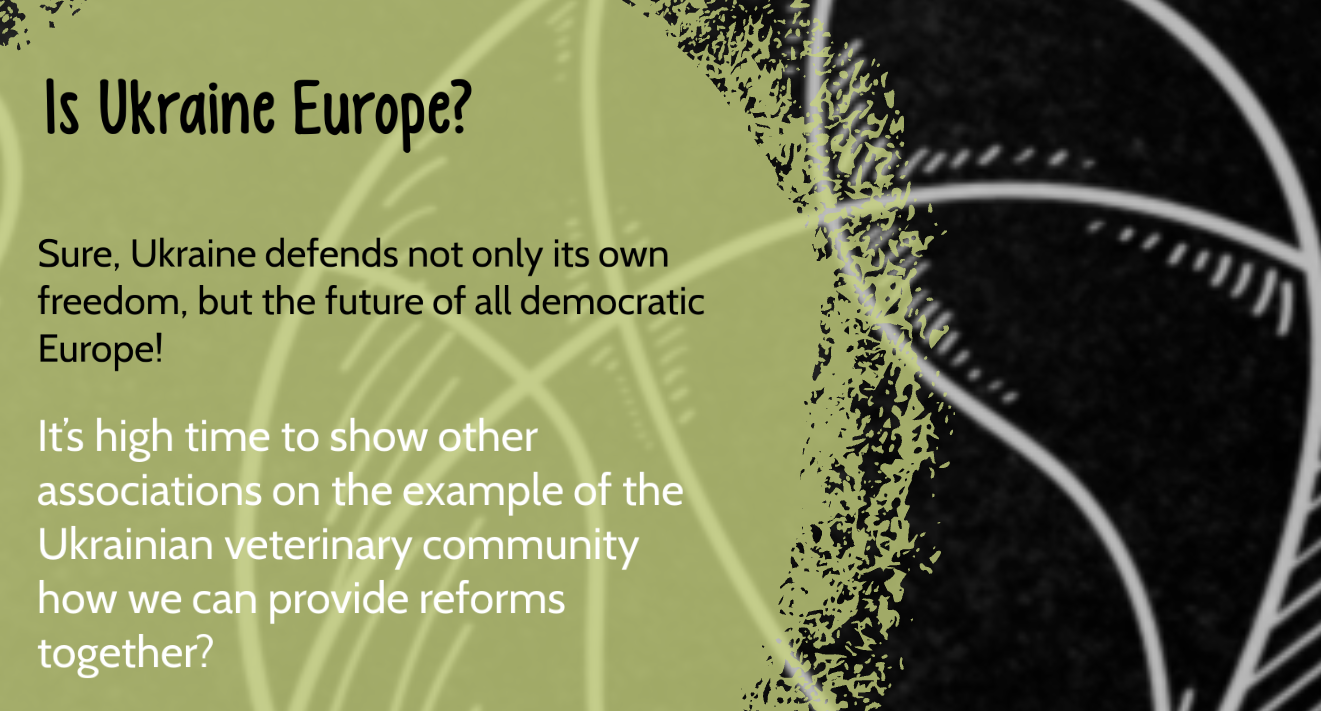 Is Ukraine Europe?
Sure, Ukraine defends not only its own
freedom, but the future of all democratic
Europe!
It's high time to show other
associations on the example of the
Ukrainian veterinary community
how we can provide reforms
together?